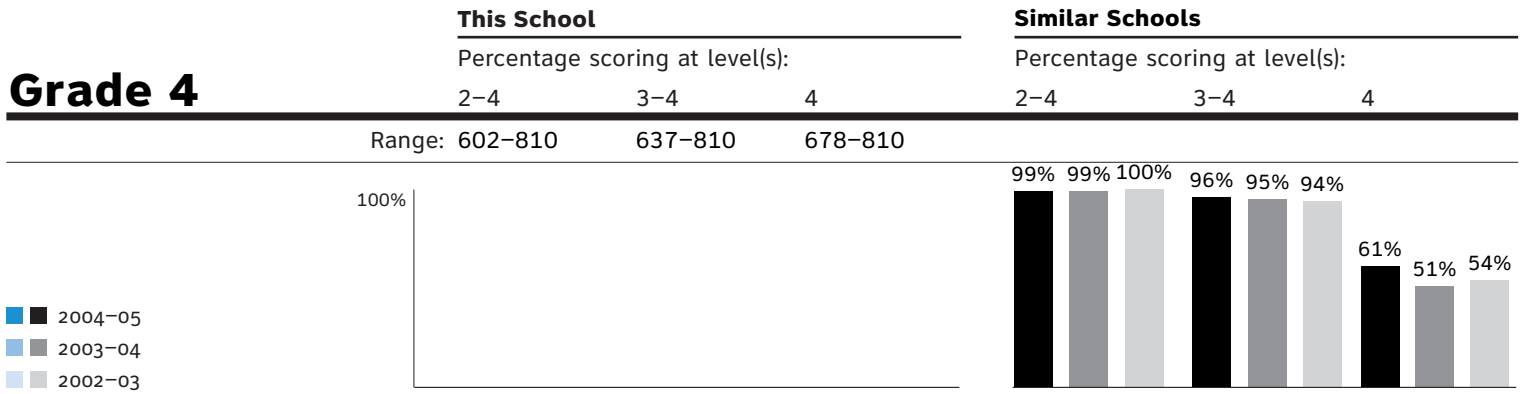 This School
Similar Schools
Percentage scoring at level(s):
Percentage scoring at level(s):
Grade 4
2–4 3–4 4
2–4 3–4 4
Range: 602–810 637–810 678–810
99% 99% 100% 96% 95% 94%
100%
61% 51% 54%
2004–05
2003–04
2002–03